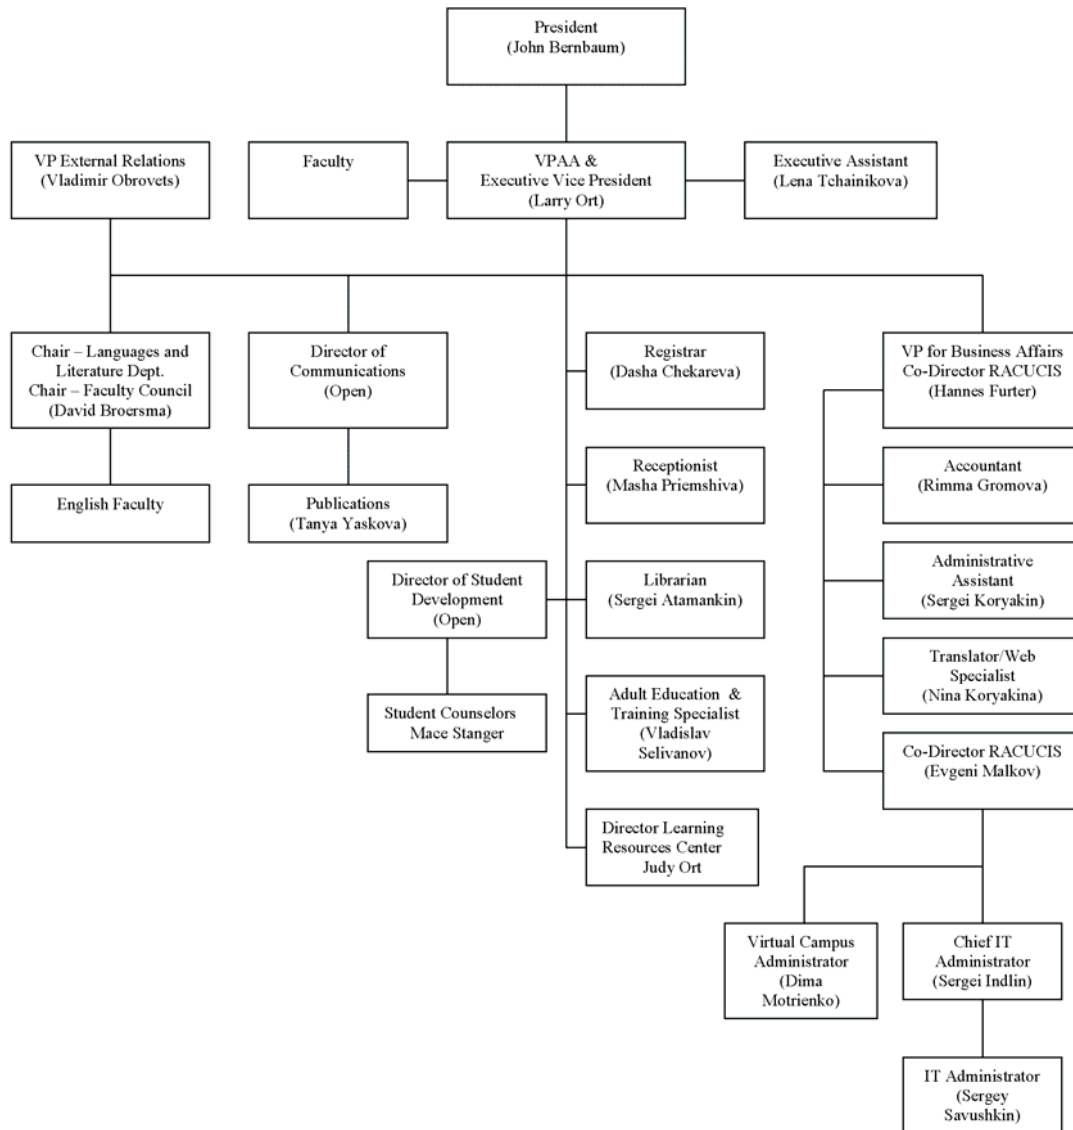 President
(John Bernbaum)
VP External Relations
(Vladimir Obrovets)
Faculty
VPAA &
Executive Vice President
(Larry Ort)
Executive Assistant
(Lena Tchainikova)
Chair – Languages and
Literature Dept.
Chair – Faculty Council
(David Broersma)
Director of
Communications
(Open)
Registrar
(Dasha Chekareva)
VP for Business Affairs
Co-Director RACUCIS
(Hannes Furter)
English Faculty
Publications
(Tanya Yaskova)
Receptionist
(Masha Priemshiva)
Accountant
(Rimma Gromova)
Director of Student
Development
(Open)
Librarian
(Sergei Atamankin)
Administrative
Assistant
(Sergei Koryakin)
Student Counselors
Mace Stanger
Adult Education &
Training Specialist
(Vladislav
Selivanov)
Translator/Web
Specialist
(Nina Koryakina)
Co-Director RACUCIS
(Evgeni Malkov)
Director Learning
Resources Center
Judy Ort
Virtual Campus
Administrator
(Dima
Motrienko)
Chief IT
Administrator
(Sergei Indlin)
IT Administrator
(Sergey
Savushkin)